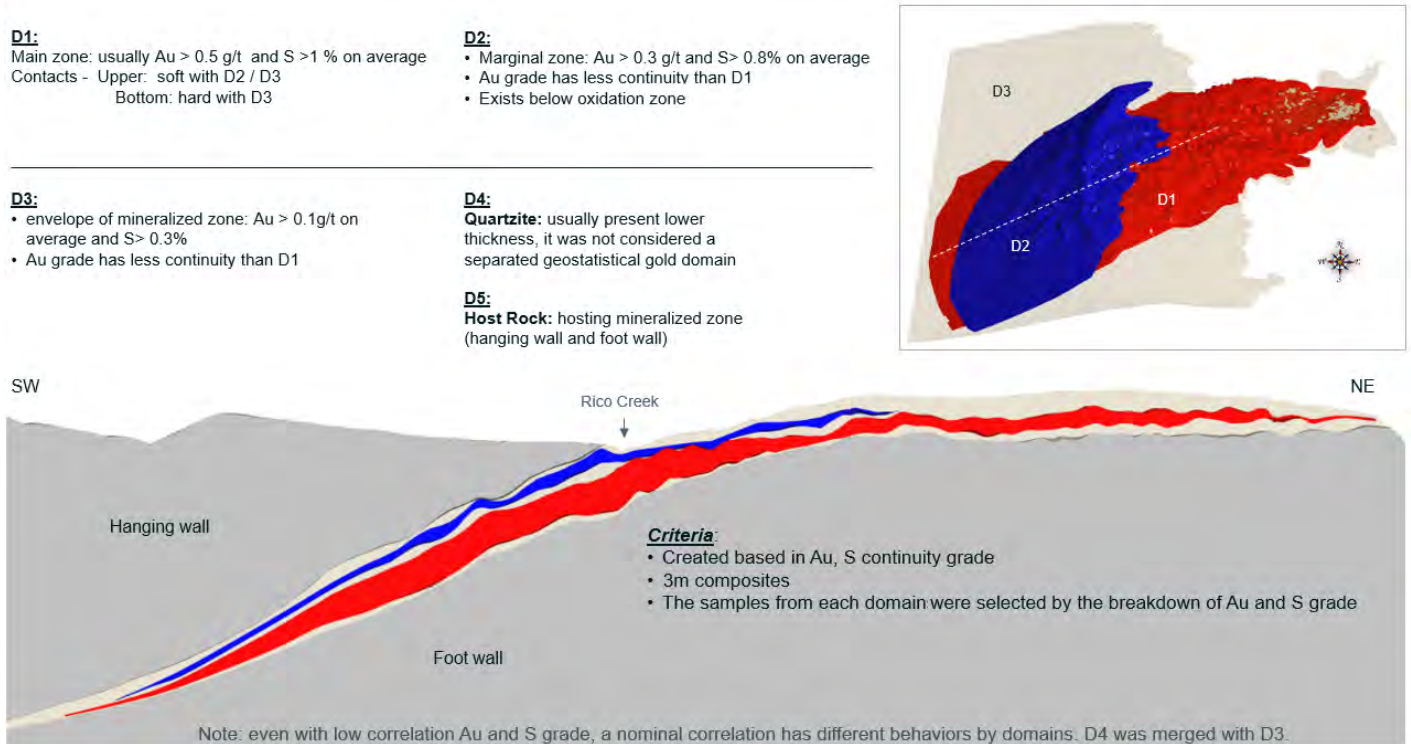 D1:
Main zone: usually Au > 0.5 g/t and S >1 % on average
Contacts - Upper: soft with D2 / D3
Bottom: hard with D3
D2:
• Marginal zone: Au > 0.3 g/t and S> 0.8% on average
• Au grade has less continuity than D1
• Exists below oxidation zone
D3:
• envelope of mineralized zone: Au > 0.1g/t on
average and S> 0.3%
• Au grade has less continuity than D1
D4:
Quartzite: usually present lower
thickness, it was not considered a
separated geostatistical gold domain
D5:
Host Rock: hosting mineralized zone
(hanging wall and foot wall)
D3
D1
D2
SW
NE
Rico Creek
Hanging wall
Criteria:
• Created based in Au, S continuity grade
• 3m composites
• The samples from each domain were selected by the breakdown of Au and S grade
Foot wall
Note: even with low correlation Au and S grade, a nominal correlation has different behaviors by domains. D4 was merged with D3.